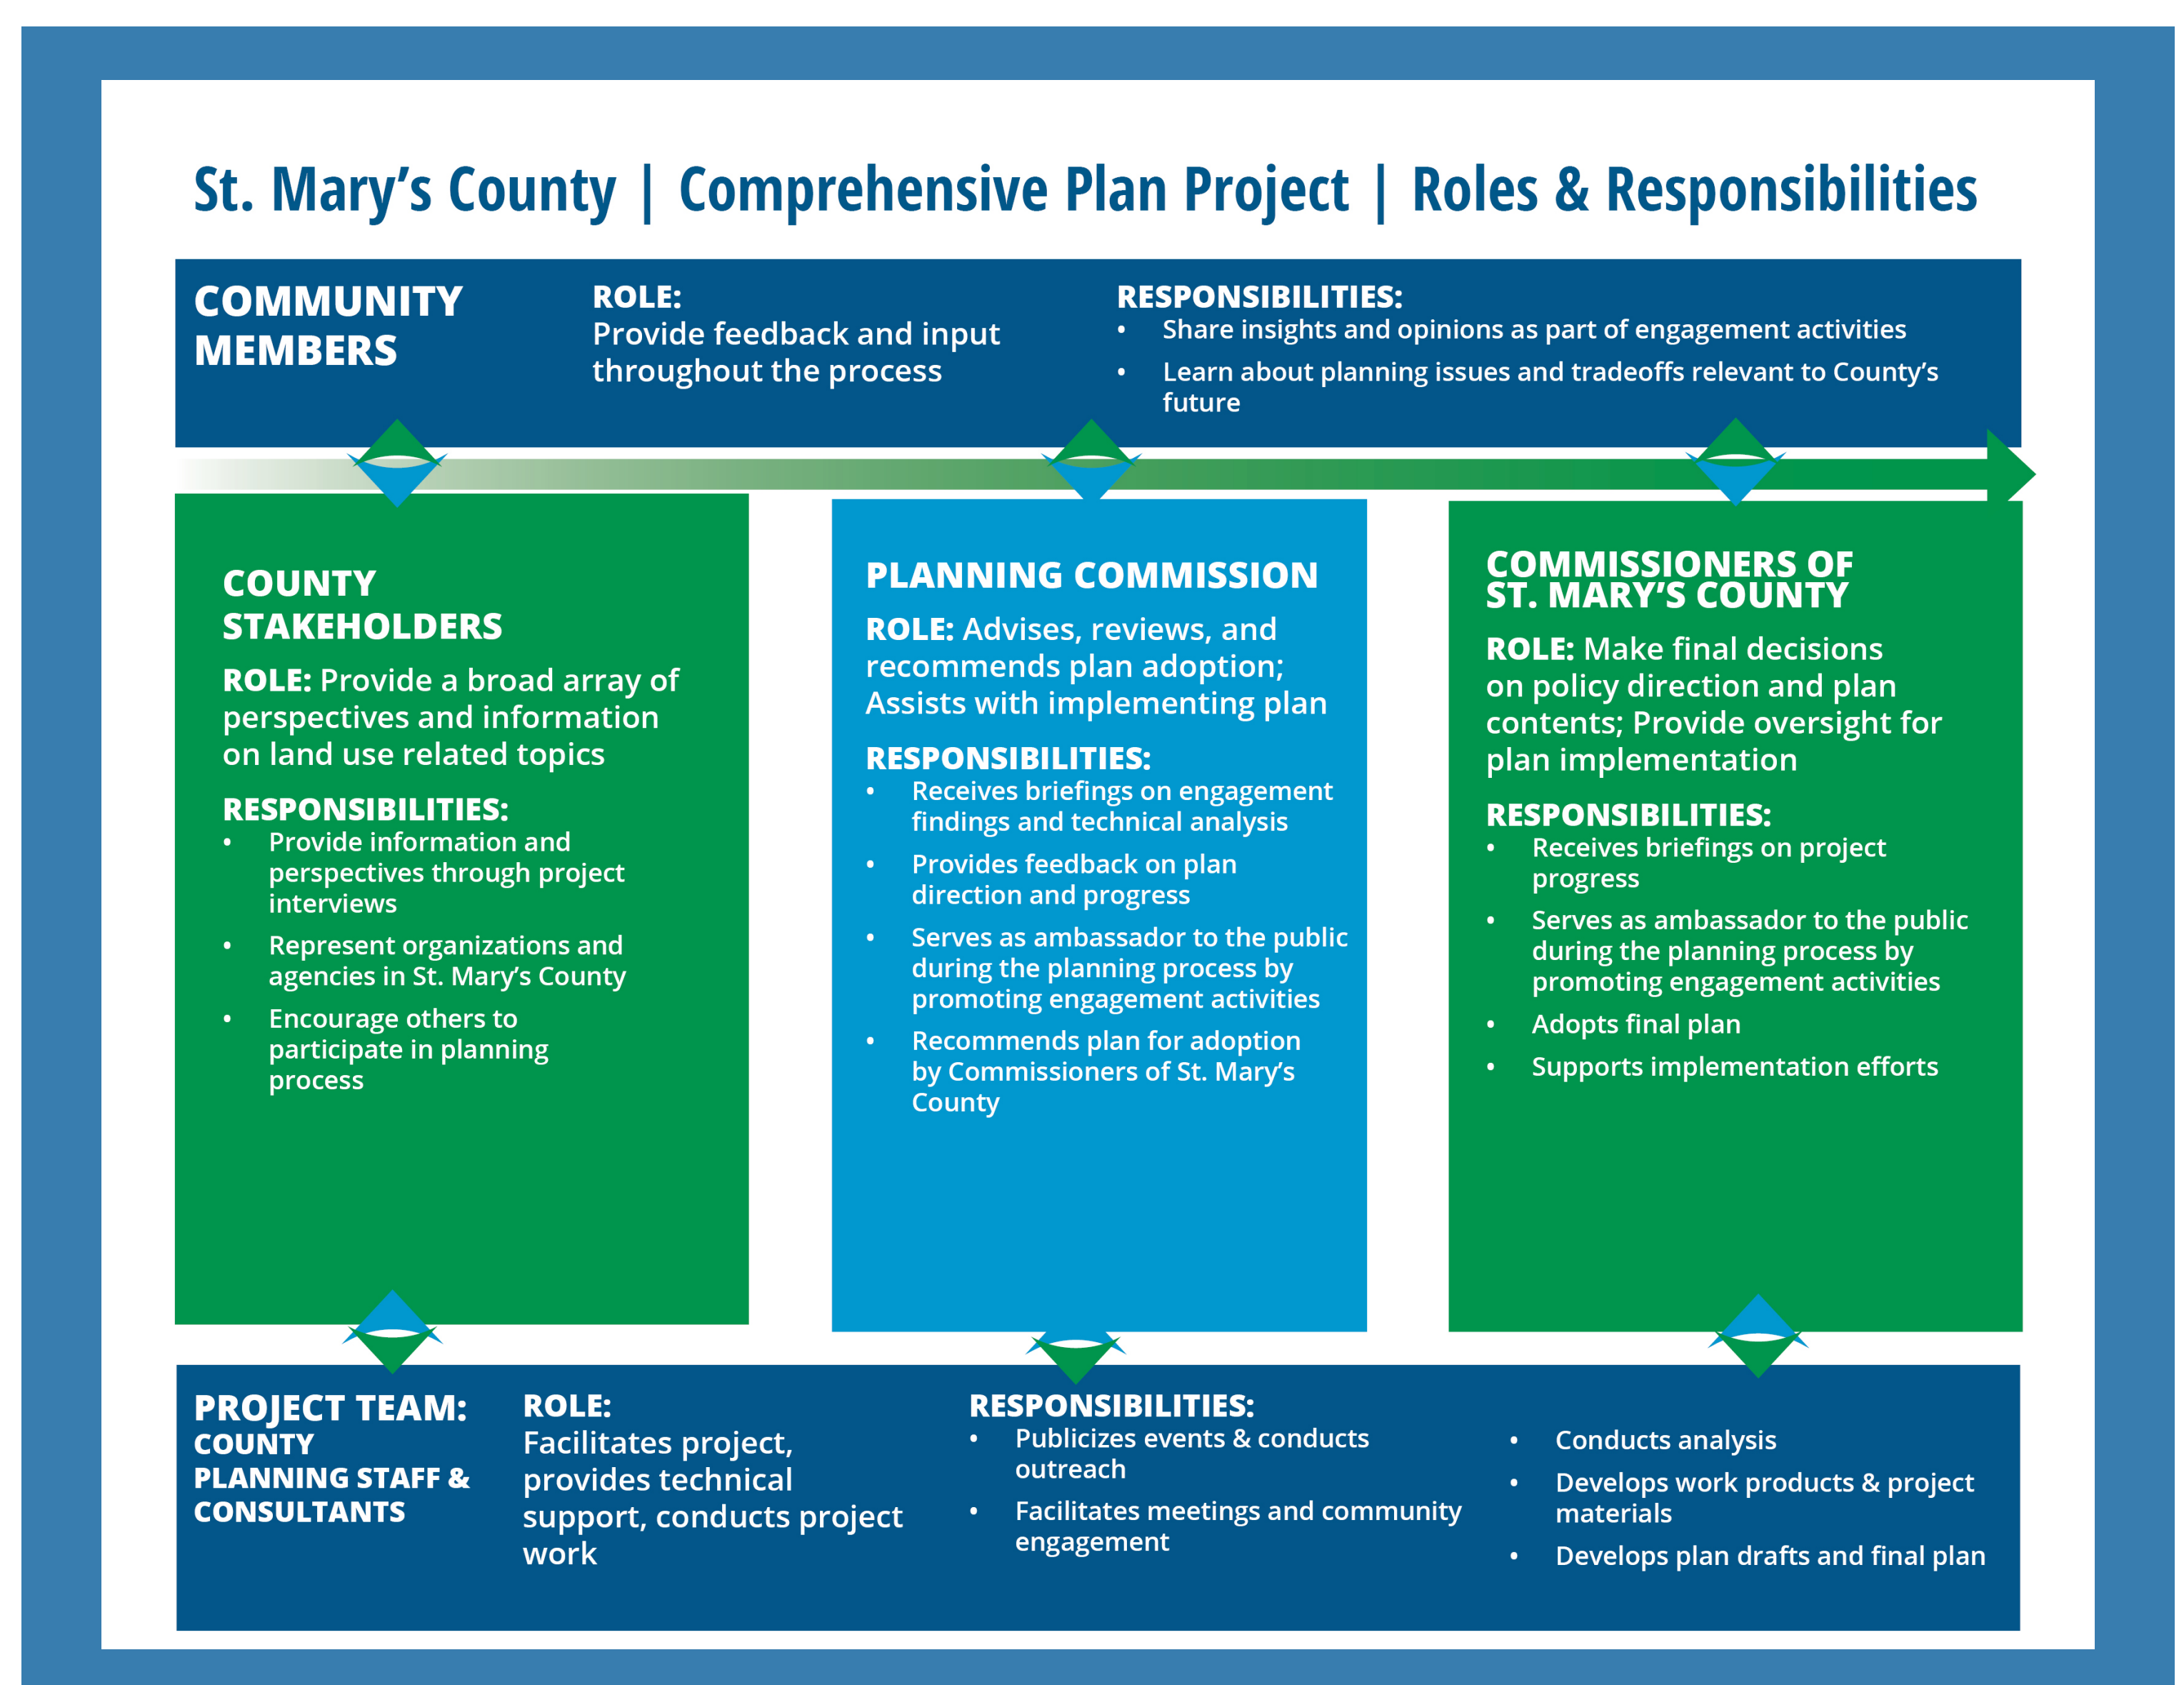 St. Mary’s County | Comprehensive Plan Project | Roles & Responsibilities
COMMUNITY
MEMBERS
ROLE:
Provide feedback and input
throughout the process
RESPONSIBILITIES:
• Share insights and opinions as part of engagement activities
• Learn about planning issues and tradeoffs relevant to County’s
future
COUNTY
STAKEHOLDERS
ROLE: Provide a broad array of
perspectives and information
on land use related topics
RESPONSIBILITIES:
• Provide information and
perspectives through project
interviews
• Represent organizations and
agencies in St. Mary’s County
• Encourage others to
participate in planning
process
PLANNING COMMISSION
ROLE: Advises, reviews, and
recommends plan adoption;
Assists with implementing plan
RESPONSIBILITIES:
• Receives briefings on engagement
findings and technical analysis
• Provides feedback on plan
direction and progress
• Serves as ambassador to the public
during the planning process by
promoting engagement activities
• Recommends plan for adoption
by Commissioners of St. Mary’s
County
COMMISSIONERS OF
ST. MARY’S COUNTY
ROLE: Make final decisions
on policy direction and plan
contents; Provide oversight for
plan implementation
RESPONSIBILITIES:
• Receives briefings on project
progress
• Serves as ambassador to the public
during the planning process by
promoting engagement activities
• Adopts final plan
• Supports implementation efforts
PROJECT TEAM:
COUNTY
PLANNING STAFF &
CONSULTANTS
ROLE:
Facilitates project,
provides technical
support, conducts project
work
RESPONSIBILITIES:
• Publicizes events & conducts
outreach
• Facilitates meetings and community
engagement
• Conducts analysis
• Develops work products & project
materials
• Develops plan drafts and final plan